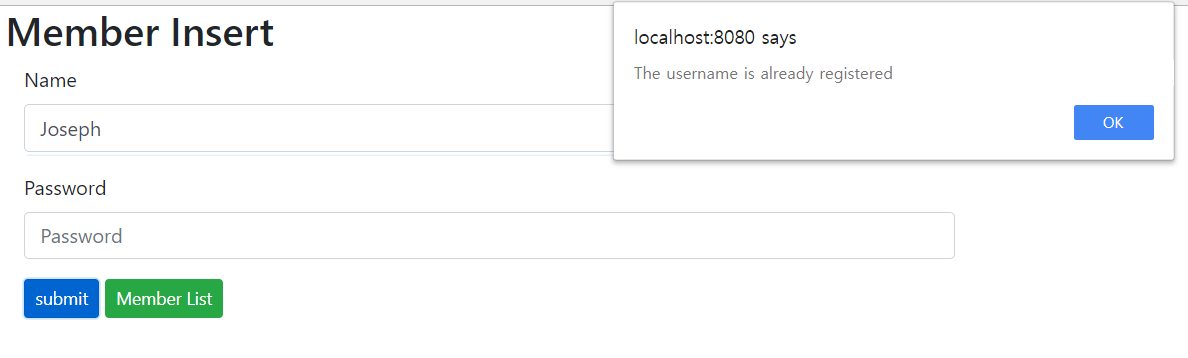 Member Insert
localhost:8080 says
The username is already registered
OK
Name
Joseph
Password
Password
submit Member List